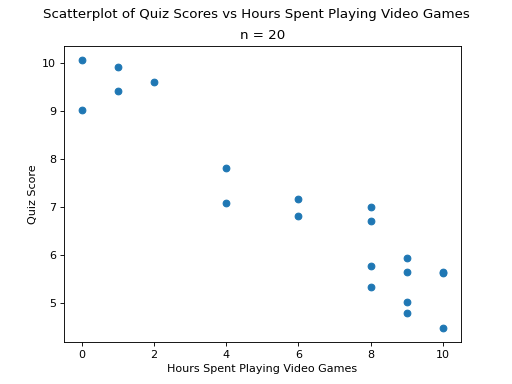 Scatterplot of Quiz Scores vs Hours Spent Playing Video Games
n = 20
10
9
8
7
6
5
Quiz Score
0 2 4 6 8 10
Hours Spent Playing Video Games